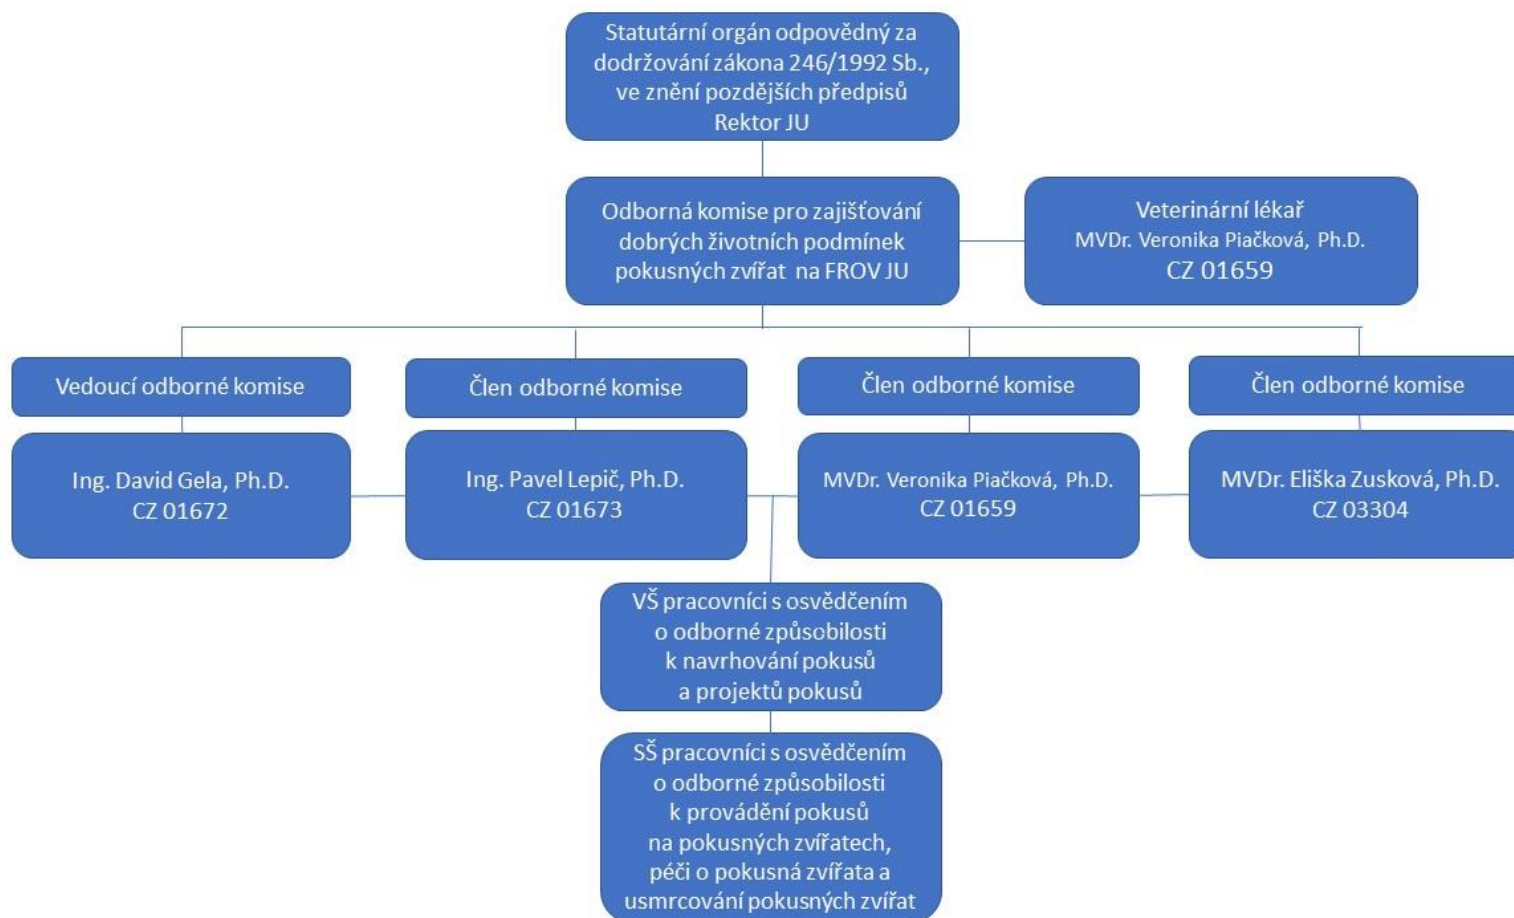 Statutární orgán odpovědný za
dodržování zákona 246/1992 Sb.,
ve znění pozdějších předpisů
Rektor JU
Odborná komise pro zajišťování
dobrých životních podmínek
pokusných zvířat na FROV JU
Veterinární lékař
MVDr. Veronika Piačková, Ph.D.
CZ 01659
Vedoucí odborné komise
Člen odborné komise
Člen odborné komise
Člen odborné komise
Ing. David Gela, Ph.D.
CZ 01672
Ing. Pavel Lepič, Ph.D.
CZ 01673
MVDr. Veronika Piačková, Ph.D.
CZ 01659
MVDr. Eliška Zusková, Ph.D.
CZ 03304
VŠ pracovníci s osvědčením
o odborné způsobilosti
k navrhování pokusů
a projektů pokusů
SŠ pracovníci s osvědčením
o odborné způsobilosti
k provádění pokusů
na pokusných zvířatech,
péči o pokusná zvířata a
usmrcování pokusných zvířat